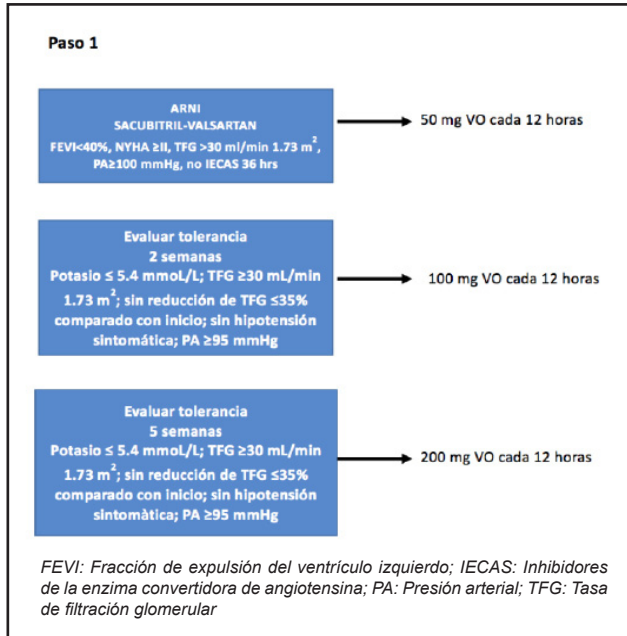 Paso 1
ARNI
SACUBITRIL-VALSARTAN
FEVI<40%, NYHA ≥II, TFG >30 ml/min 1.73 m²,
PA≥100 mmHg, no IECAS 36 hrs
50 mg VO cada 12 horas
Evaluar tolerancia
2 semanas
Potasio ≤ 5.4 mmoL/L; TFG ≥30 mL/min
1.73 m²; sin reducción de TFG ≤35%
comparado con inicio; sin hipotensión
sintomática; PA ≥95 mmHg
100 mg VO cada 12 horas
Evaluar tolerancia
5 semanas
Potasio ≤ 5.4 mmoL/L; TFG ≥30 mL/min
1.73 m²; sin reducción de TFG ≤35%
comparado con inicio; sin hipotensión
sintomàtica; PA ≥95 mmHg
200 mg VO cada 12 horas
FEVI: Fracción de expulsión del ventrículo izquierdo; IECAS: Inhibidores
de la enzima convertidora de angiotensina; PA: Presión arterial; TFG: Tasa
de filtración glomerular